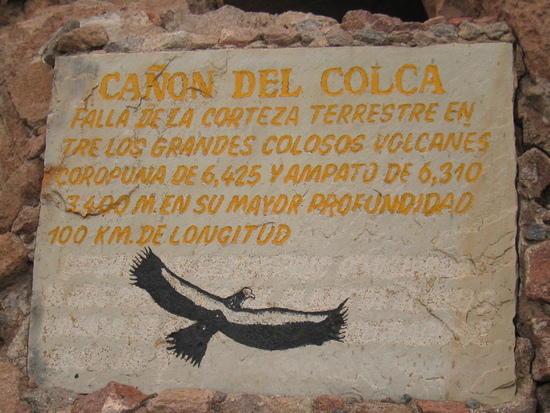 CAÑON DEL COLCA
FALLA DE LA CORTEZA TERRESTRE EN
TRE LOS GRANDES COLOSOS VOLCANES
COROPUNA DE 6,425 Y AMPATO DE 6,310
3,400 M. EN SU MAYOR PROFUNDIDAD
100 KM. DE LONGITUD